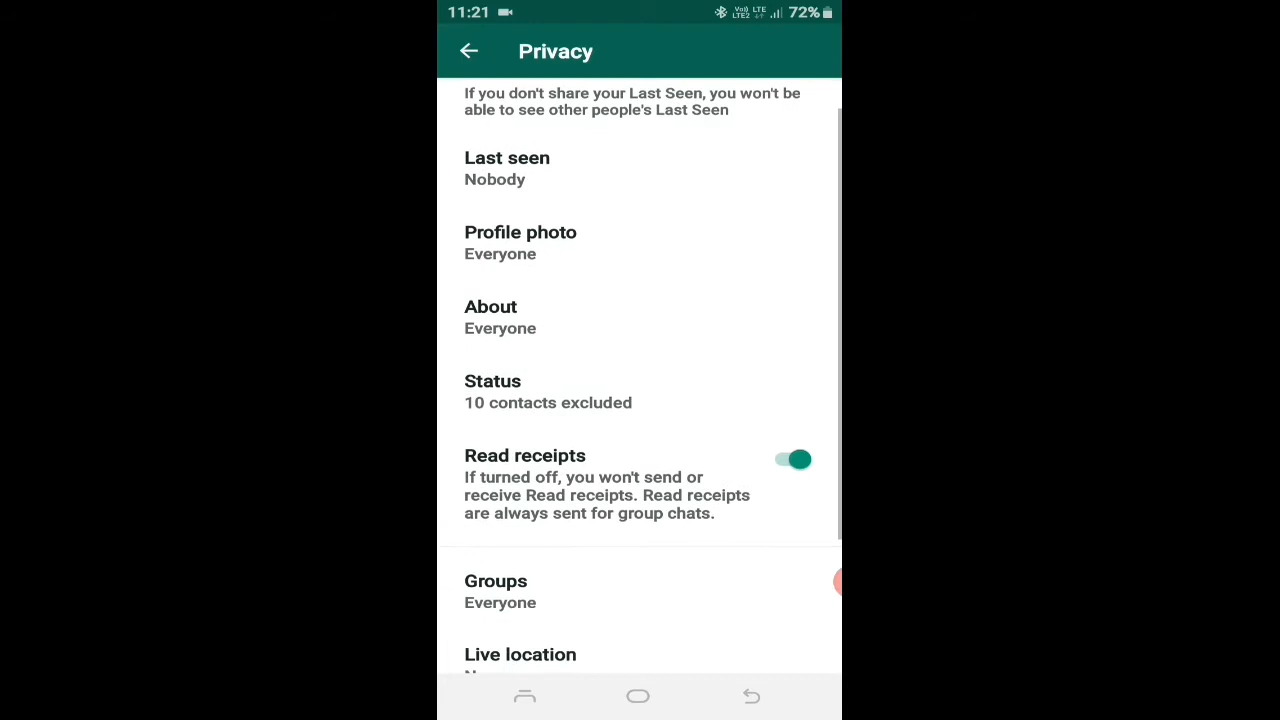 11:21 LTE 72%
LTE2
Privacy
If you don't share your Last Seen, you won't be
able to see other people's Last Seen
Last seen
Nobody
Profile photo
Everyone
About
Everyone
Status
10 contacts excluded
Read receipts
If turned off, you won't send or
receive Read receipts. Read receipts
are always sent for group chats.
Groups
Everyone
Live location